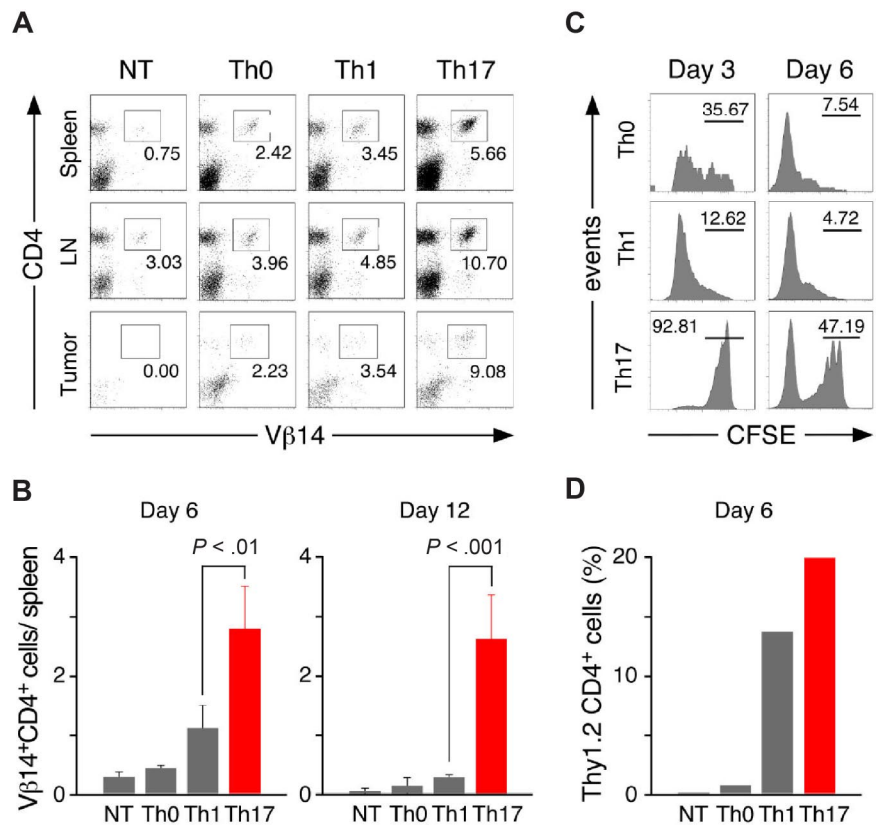 A
NT Th0 Th1 Th17
Spleen
0.75 2.42 3.45 5.66
LN
3.03 3.96 4.85 10.70
Tumor
0.00 2.23 3.54 9.08
CD4
Vβ14
C
Day 3 Day 6
Th0
35.67 7.54
Th1
12.62 4.72
Th17
92.81 47.19
events
CFSE
B
Day 6
P < .01
Vβ14⁺CD4⁺ cells/ spleen
4
2
0
NT Th0 Th1 Th17
Day 12
P < .001
4
2
0
NT Th0 Th1 Th17
D
Day 6
Thy1.2 CD4⁺ cells (%)
20
10
0
NT Th0 Th1 Th17